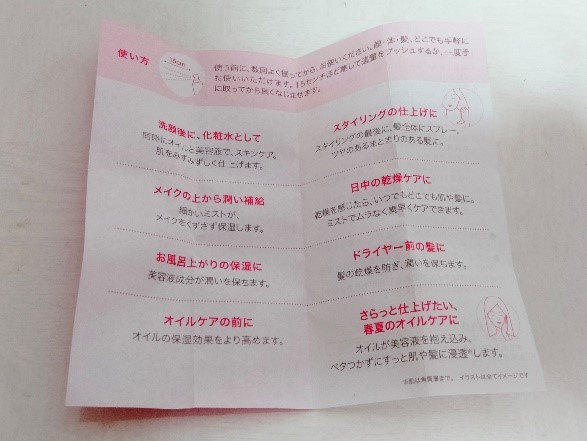 使い方
15cm
使う前に、数回よく振ってから、お使いください。顔・体・髪、どこでも手軽に
お使いいただけます。15センチほど離して適量をプッシュするか、一度手
に取ってから良くなじませます。
洗顔後に、化粧水として
同時にオイルと美容液で、スキンケア。
肌をみずみずしく仕上げます。
メイクの上から潤い補給
細かいミストが、
メイクをくずさず保湿します。
お風呂上がりの保湿に
美容液成分が潤いを保ちます。
オイルケアの前に
オイルの保湿効果をより高めます。
スタイリングの仕上げに
スタイリングの最後に、髪全体にスプレー。
ツヤのあるまとまりのある髪に。
日中の乾燥ケアに
乾燥を感じたら、いつでもどこでも肌や髪に。
ミストでムラなく素早くケアできます。
ドライヤー前の髪に
髪の乾燥を防ぎ、潤いを保ちます。
さらっと仕上げたい、
春夏のオイルケアに
オイルが美容液を抱え込み、
ベタつかずにすっと肌や髪に浸透※します。
※肌は角質層まで。 イラストは全てイメージです